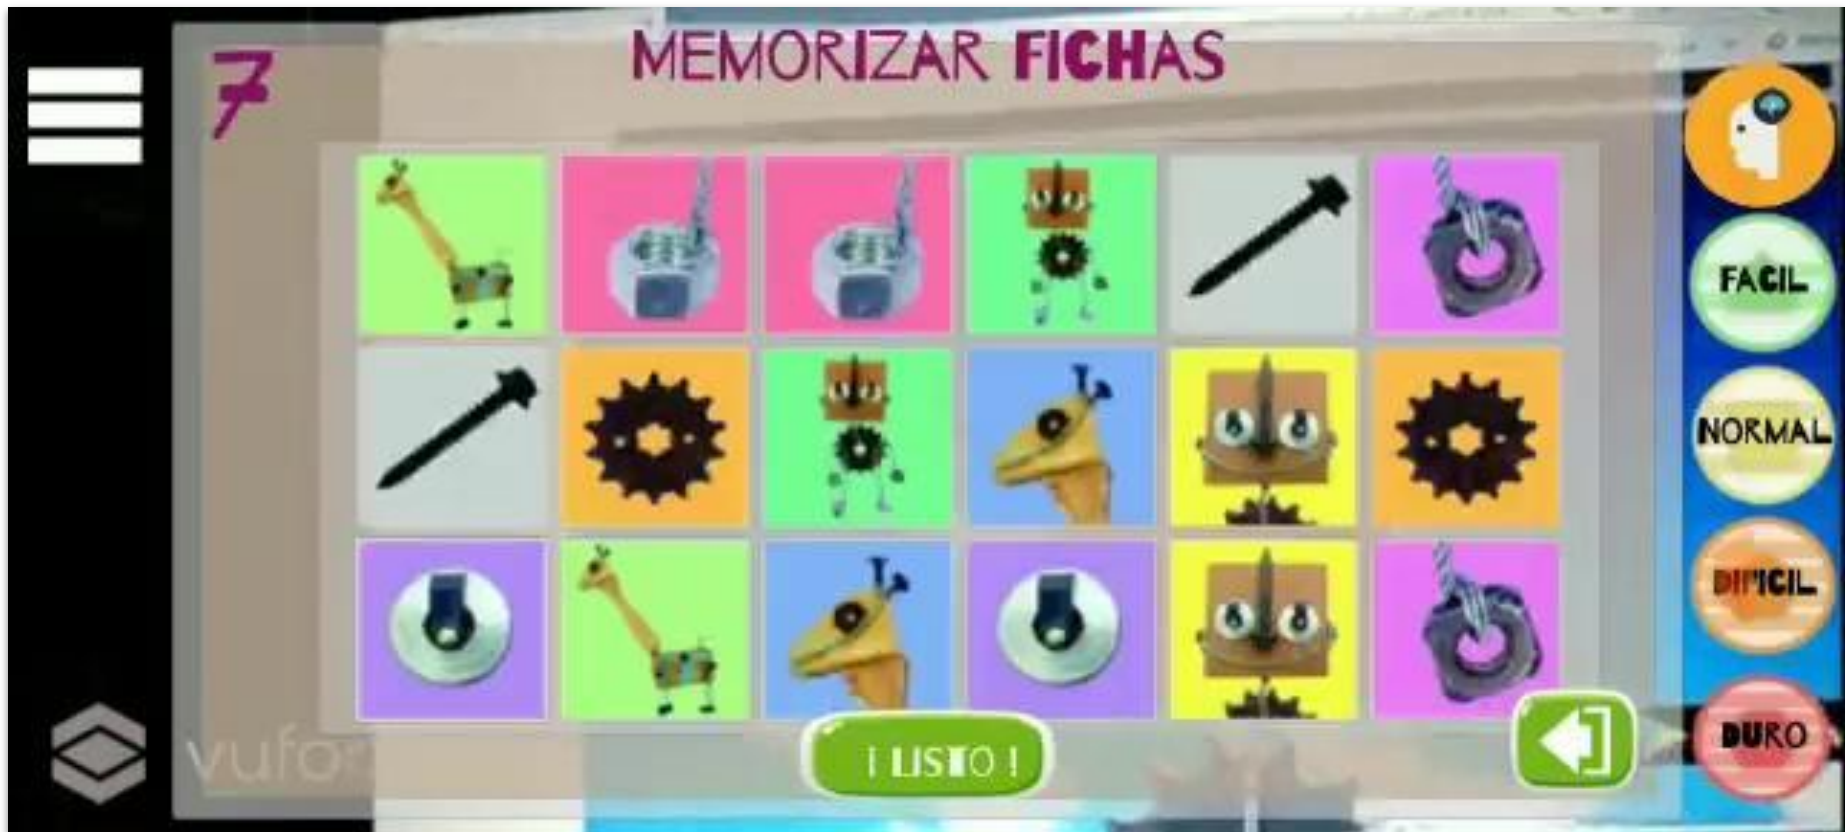 7
MEMORIZAR FICHAS
FACIL
NORMAL
DIFICIL
DURO
¡ LISTO !
vufo